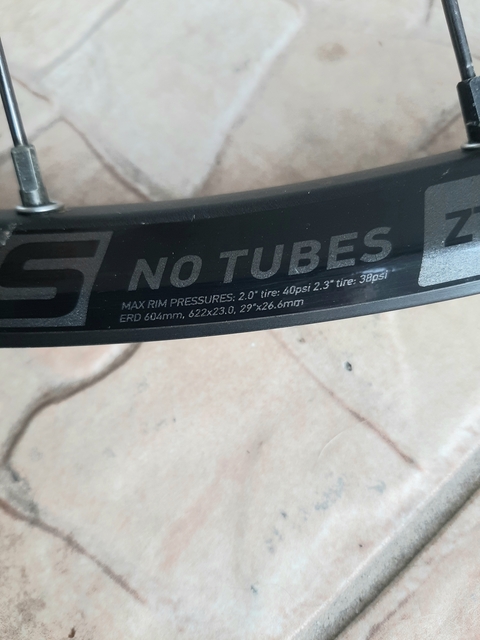 S NO TUBES ZT
MAX RIM PRESSURES: 2.0" tire: 40psi 2.3" tire: 38psi
ERD 604mm, 622x23.0, 29"x26.6mm